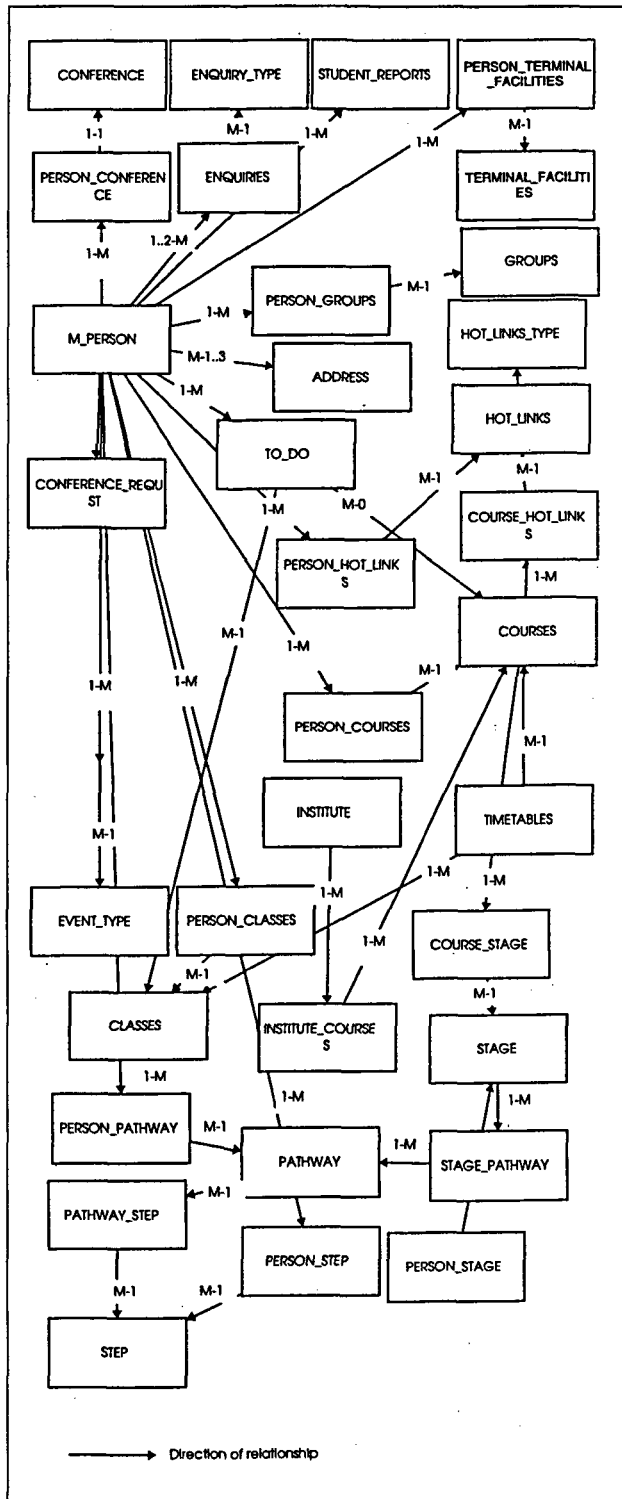 CONFERENCE
ENQUIRY_TYPE
STUDENT_REPORTS
PERSON_TERMINAL
_FACILITIES
1-1
M-1
1-M
M-1
1-M
PERSON_CONFEREN
CE
ENQUIRIES
TERMINAL_FACILITI
ES
1-M
1..2-M
GROUPS
PERSON_GROUPS
M-1
1-M
M_PERSON
HOT_LINKS_TYPE
M-1..3
ADDRESS
1-M
HOT_LINKS
TO_DO
CONFERENCE_REQU
ST
1-M
M-0
M-1
M-1
COURSE_HOT_LINK
S
PERSON_HOT_LINK
S
1-M
M-1
COURSES
1-M
1-M
1-M
M-1
PERSON_COURSES
M-1
INSTITUTE
TIMETABLES
M-1
1-M
1-M
1-M
EVENT_TYPE
PERSON_CLASSES
1-M
COURSE_STAGE
M-1
M-1
CLASSES
INSTITUTE_COURSE
S
STAGE
1-M
1-M
1-M
PERSON_PATHWAY
M-1
PATHWAY
1-M
STAGE_PATHWAY
PATHWAY_STEP
M-1
PERSON_STEP
PERSON_STAGE
M-1
M-1
STEP
Direction of relationship